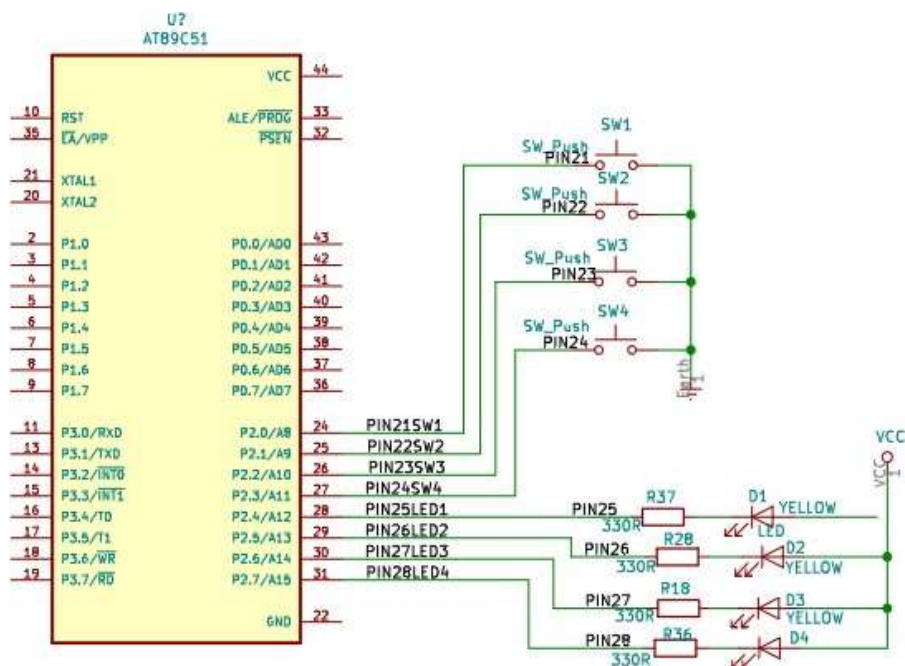 U?
AT89C51
VCC 44
10 RST
ALE/PROG 33
35 EA/VPP
PSEN 32
21 XTAL1
20 XTAL2
2 P1.0
P0.0/AD0 43
3 P1.1
P0.1/AD1 42
4 P1.2
P0.2/AD2 41
5 P1.3
P0.3/AD3 40
6 P1.4
P0.4/AD4 39
7 P1.5
P0.5/AD5 38
8 P1.6
P0.6/AD6 37
9 P1.7
P0.7/AD7 36
11 P3.0/RXD
P2.0/A8 24 PIN21SW1
13 P3.1/TXD
P2.1/A9 25 PIN22SW2
14 P3.2/INT0
P2.2/A10 26 PIN23SW3
15 P3.3/INT1
P2.3/A11 27 PIN24SW4
16 P3.4/T0
P2.4/A12 28 PIN25LED1
17 P3.5/T1
P2.5/A13 29 PIN26LED2
18 P3.6/WR
P2.6/A14 30 PIN27LED3
19 P3.7/RD
P2.7/A15 31 PIN28LED4
GND 22
SW1
SW_Push
PIN21
SW2
SW_Push
PIN22
SW3
SW_Push
PIN23
SW4
SW_Push
PIN24
Earth
1
VCC
VCC
1
PIN25
R37
330R
D1
YELLOW
LED
PIN26
R28
330R
D2
YELLOW
PIN27
R18
330R
D3
YELLOW
PIN28
R36
330R
D4